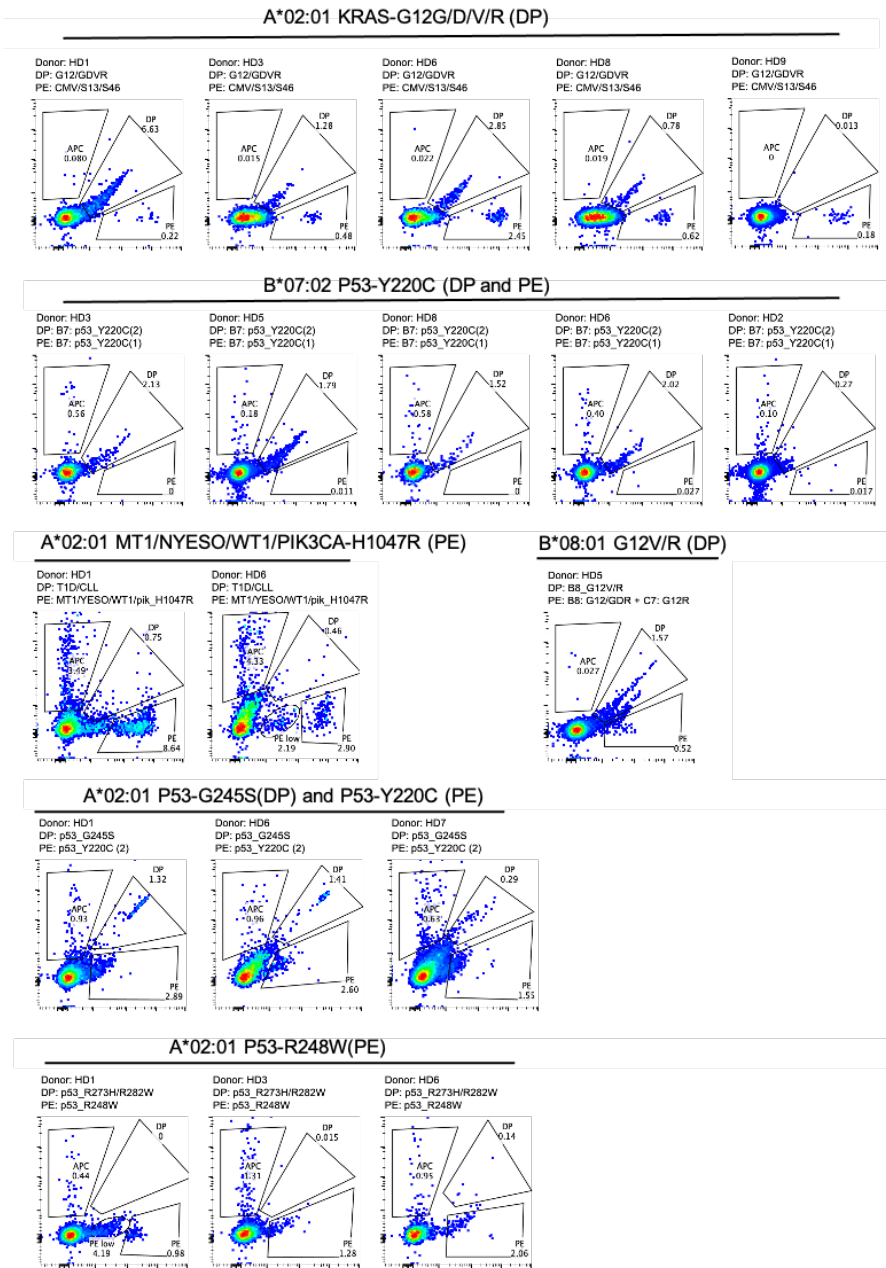 A*02:01 KRAS-G12G/D/V/R (DP)
Donor: HD1
DP: G12/GDVR
PE: CMV/S13/S46
DP
6.63
APC
0.080
PE
0.22
Donor: HD3
DP: G12/GDVR
PE: CMV/S13/S46
DP
1.28
APC
0.015
PE
0.48
Donor: HD6
DP: G12/GDVR
PE: CMV/S13/S46
DP
2.85
APC
0.022
PE
2.45
Donor: HD8
DP: G12/GDVR
PE: CMV/S13/S46
DP
0.78
APC
0.019
PE
0.62
Donor: HD9
DP: G12/GDVR
PE: CMV/S13/S46
DP
0.013
APC
0
PE
0.18
B*07:02 P53-Y220C (DP and PE)
Donor: HD3
DP: B7: p53_Y220C(2)
PE: B7: p53_Y220C(1)
DP
2.13
APC
0.56
PE
0
Donor: HD5
DP: B7: p53_Y220C(2)
PE: B7: p53_Y220C(1)
DP
1.79
APC
0.18
PE
0.011
Donor: HD8
DP: B7: p53_Y220C(2)
PE: B7: p53_Y220C(1)
DP
1.52
APC
0.58
PE
0
Donor: HD6
DP: B7: p53_Y220C(2)
PE: B7: p53_Y220C(1)
DP
2.02
APC
0.40
PE
0.027
Donor: HD2
DP: B7: p53_Y220C(2)
PE: B7: p53_Y220C(1)
DP
0.27
APC
0.10
PE
0.017
A*02:01 MT1/NYESO/WT1/PIK3CA-H1047R (PE)
Donor: HD1
DP: T1D/CLL
PE: MT1/YESO/WT1/pik_H1047R
DP
0.75
APC
3.49
PE
8.64
Donor: HD6
DP: T1D/CLL
PE: MT1/YESO/WT1/pik_H1047R
DP
0.46
APC
4.33
PE low
2.19
PE
2.90
B*08:01 G12V/R (DP)
Donor: HD5
DP: B8_G12V/R
PE: B8: G12/GDR + C7: G12R
DP
1.57
APC
0.027
PE
0.52
A*02:01 P53-G245S(DP) and P53-Y220C (PE)
Donor: HD1
DP: p53_G245S
PE: p53_Y220C (2)
DP
1.32
APC
0.93
PE
2.89
Donor: HD6
DP: p53_G245S
PE: p53_Y220C (2)
DP
1.41
APC
0.96
PE
2.60
Donor: HD7
DP: p53_G245S
PE: p53_Y220C (2)
DP
0.29
APC
0.63
PE
1.55
A*02:01 P53-R248W(PE)
Donor: HD1
DP: p53_R273H/R282W
PE: p53_R248W
DP
0
APC
0.44
PE low
4.19
PE
0.98
Donor: HD3
DP: p53_R273H/R282W
PE: p53_R248W
DP
0.015
APC
1.31
PE
1.28
Donor: HD6
DP: p53_R273H/R282W
PE: p53_R248W
DP
0.14
APC
0.95
PE
2.06